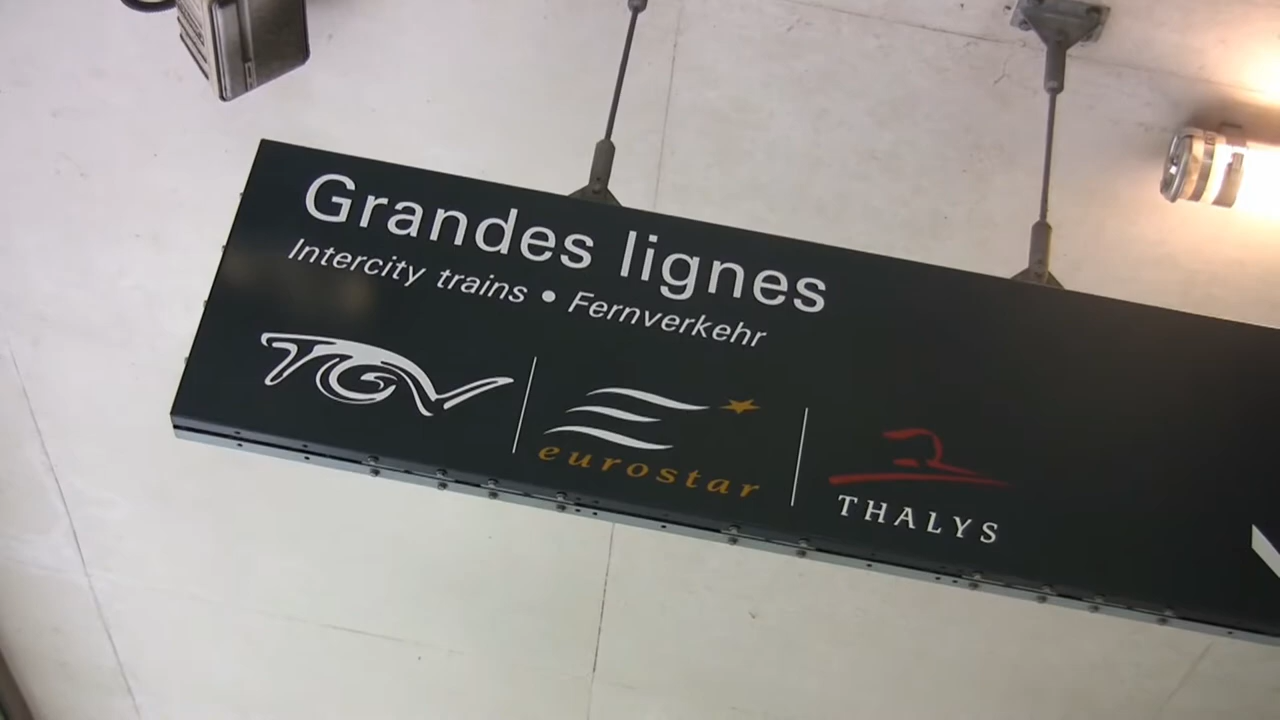 Grandes lignes
Intercity trains • Fernverkehr
TGV
eurostar
THALYS